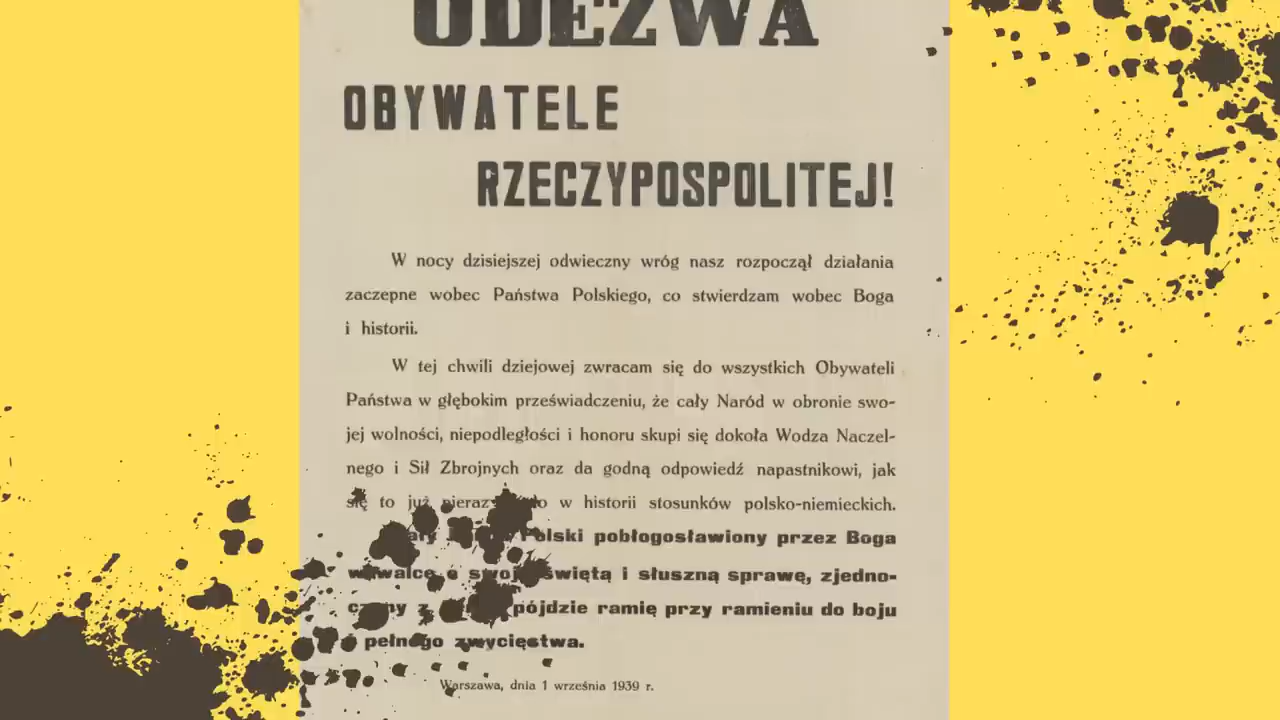 ODEZWA
OBYWATELE
RZECZYPOSPOLITEJ!
W nocy dzisiejszej odwieczny wróg nasz rozpoczął działania
zaczepne wobec Państwa Polskiego, co stwierdzam wobec Boga
i historii.
W tej chwili dziejowej zwracam się do wszystkich Obywateli
Państwa w głębokim przeświadczeniu, że cały Naród w obronie swo-
jej wolności, niepodległości i honoru skupi się dokoła Wodza Naczel-
nego i Sił Zbrojnych oraz da godną odpowiedź napastnikowi, jak
się to już w historii stosunków polsko-niemieckich.
Polski pobłogosławiony przez Boga
w walce o świętą i słuszną sprawę, zjedno-
pójdzie ramię przy ramieniu do boju
pełnego zwycięstwa.
Warszawa, dnia 1 września 1939 r.